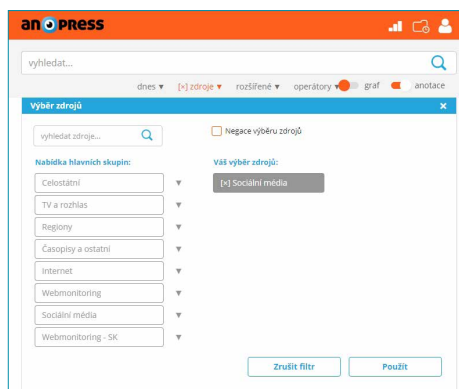 anopress
vyhledat...
dnes ▼ [×] zdroje ▼ rozšířené ▼ operátory ▼ graf anotace
Výběr zdrojů ×
vyhledat zdroje...
Negace výběru zdrojů
Nabídka hlavních skupin:
Váš výběr zdrojů:
Celostátní
[×] Sociální média
TV a rozhlas
Regiony
Časopisy a ostatní
Internet
Webmonitoring
Sociální média
Webmonitoring - SK
Zrušit filtr
Použít